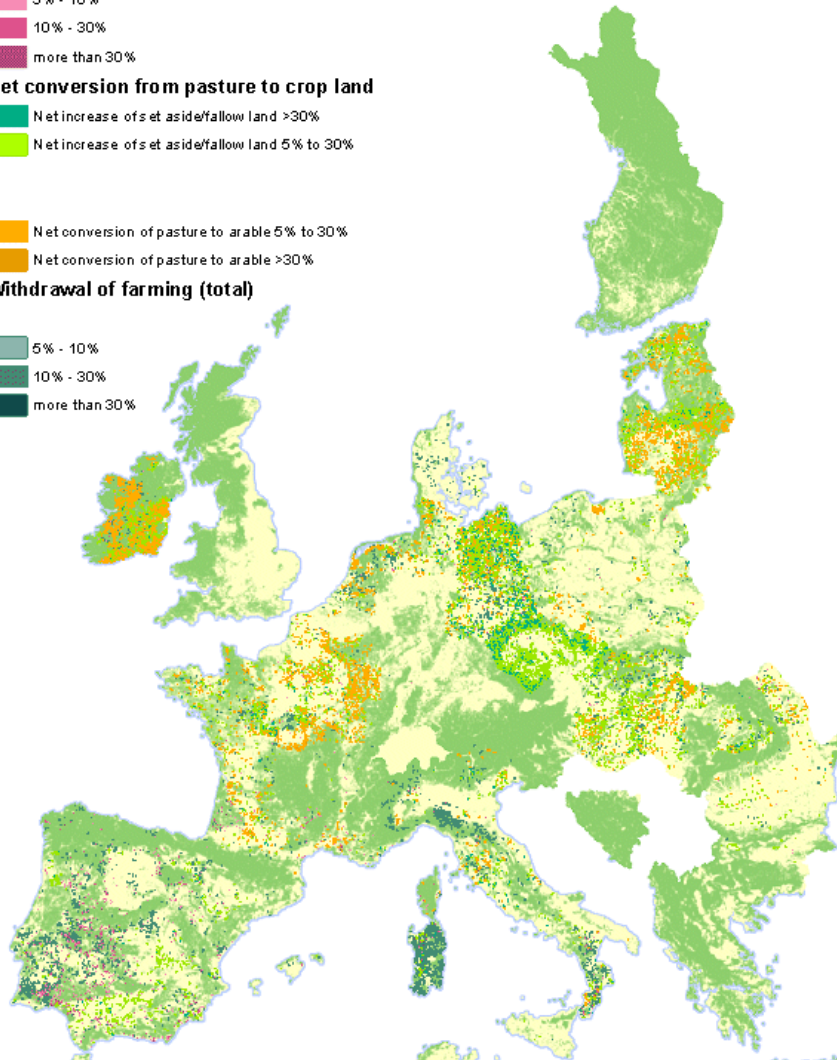 10% - 30%
more than 30%
et conversion from pasture to crop land
Net increase of set aside/fallow land >30%
Net increase of set aside/fallow land 5% to 30%
Net conversion of pasture to arable 5% to 30%
Net conversion of pasture to arable >30%
Withdrawal of farming (total)
5% - 10%
10% - 30%
more than 30%